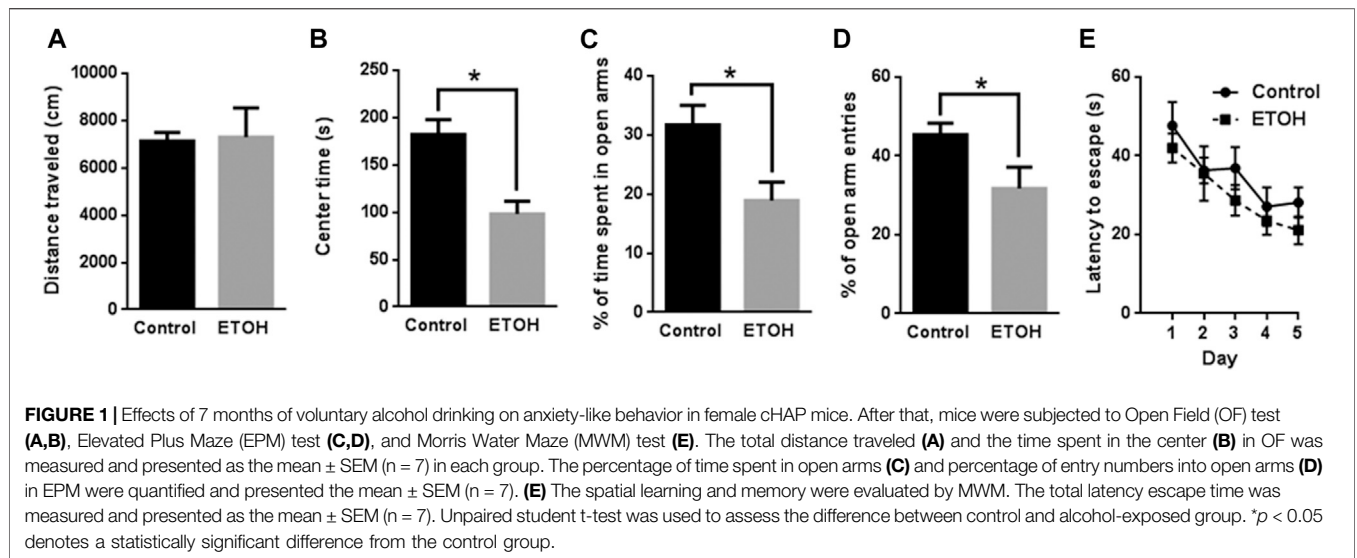 A
Distance traveled (cm)
10000
8000
6000
4000
2000
0
Control ETOH
B
Center time (s)
250
200
150
100
50
0
*
Control ETOH
C
% of time spent in open arms
40
30
20
10
0
*
Control ETOH
D
% of open arm entries
60
40
20
0
*
Control ETOH
E
Latency to escape (s)
60
40
20
0
Control
ETOH
1 2 3 4 5
Day
FIGURE 1 | Effects of 7 months of voluntary alcohol drinking on anxiety-like behavior in female cHAP mice. After that, mice were subjected to Open Field (OF) test
(A,B), Elevated Plus Maze (EPM) test (C,D), and Morris Water Maze (MWM) test (E). The total distance traveled (A) and the time spent in the center (B) in OF was
measured and presented as the mean ± SEM (n = 7) in each group. The percentage of time spent in open arms (C) and percentage of entry numbers into open arms (D)
in EPM were quantified and presented the mean ± SEM (n = 7). (E) The spatial learning and memory were evaluated by MWM. The total latency escape time was
measured and presented as the mean ± SEM (n = 7). Unpaired student t-test was used to assess the difference between control and alcohol-exposed group. *p < 0.05
denotes a statistically significant difference from the control group.